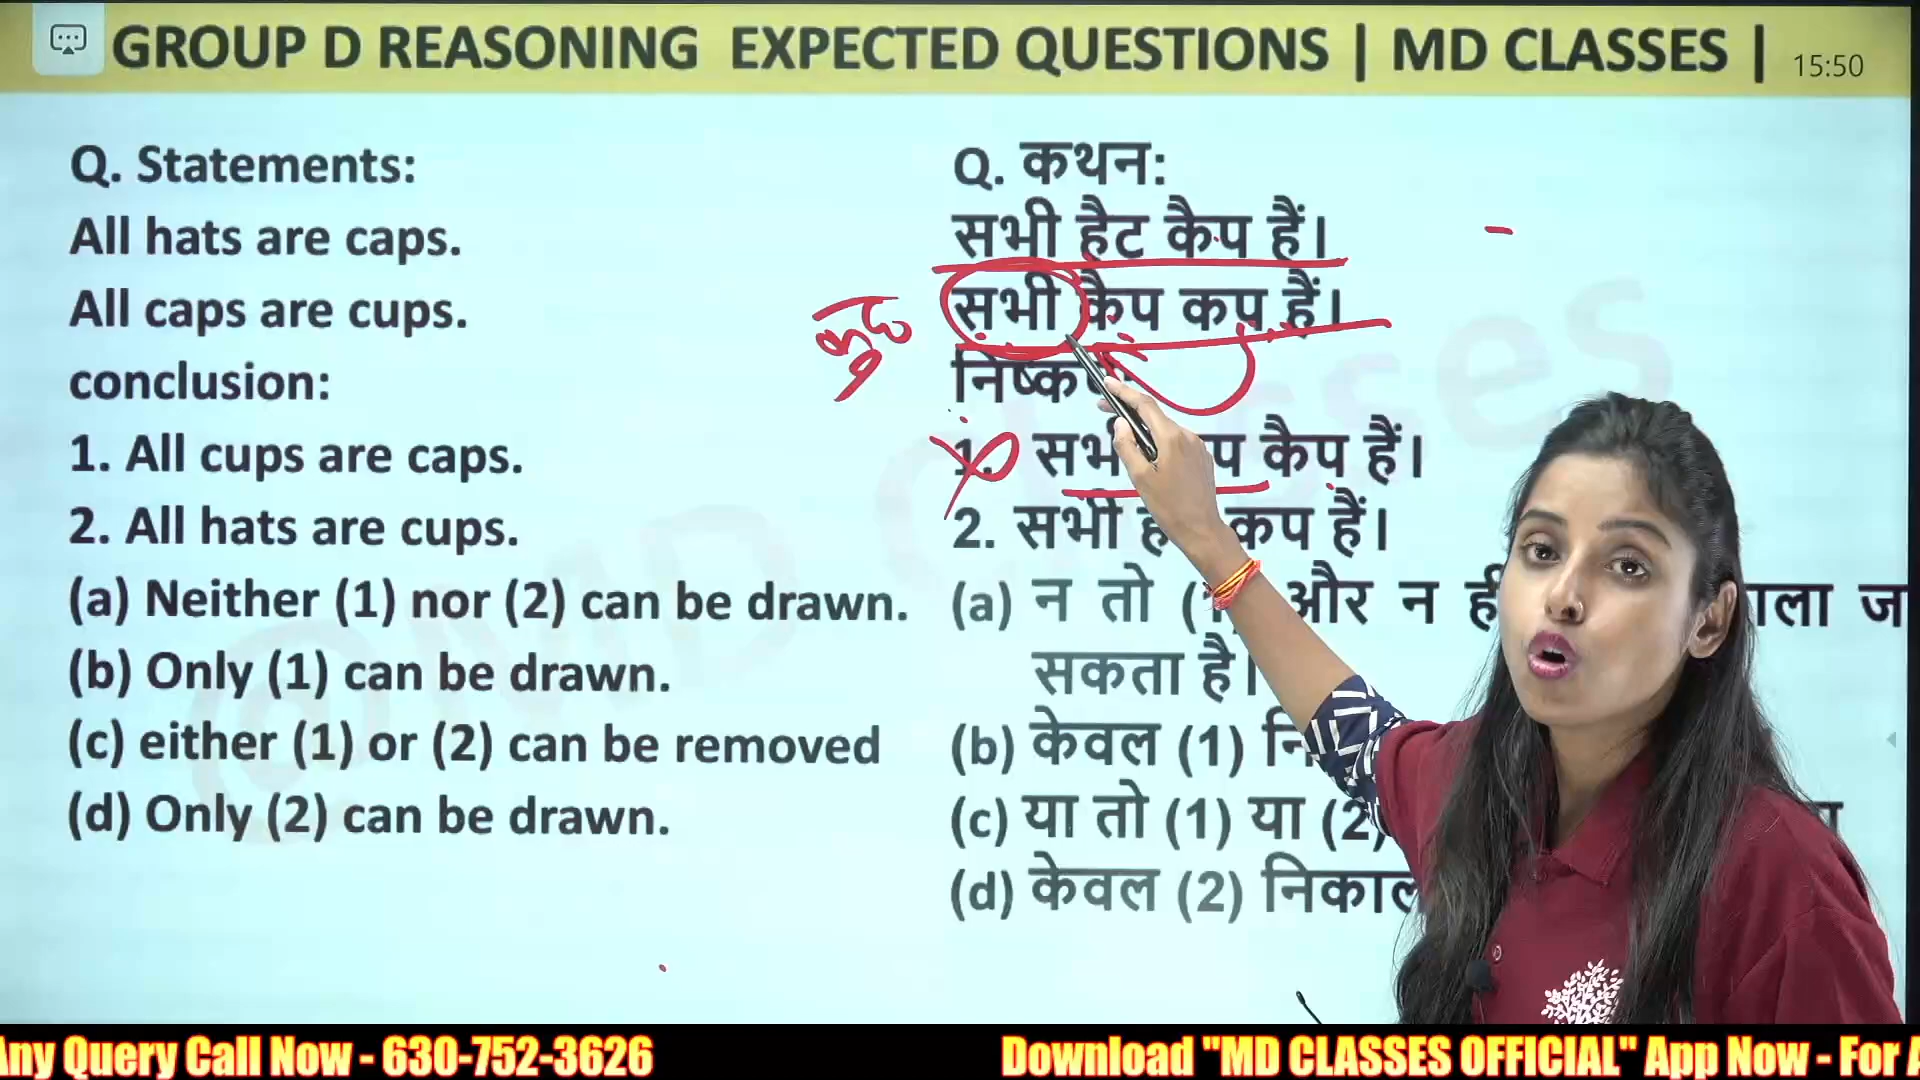 GROUP D REASONING EXPECTED QUESTIONS | MD CLASSES |
15:50
Q. Statements:
All hats are caps.
All caps are cups.
conclusion:
1. All cups are caps.
2. All hats are cups.
(a) Neither (1) nor (2) can be drawn.
(b) Only (1) can be drawn.
(c) either (1) or (2) can be removed
(d) Only (2) can be drawn.
Q. कथन:
सभी हैट कैप हैं।
सभी कैप कप हैं।
कुछ
1. कैप हैं।
2. सभी कप हैं।
(a) न तो और न
सकता है।
(b) केवल (1)
(c) या तो (1) या (2)
(d) केवल (2)
@MD Classes
Any Query Call Now - 630-752-3626
Download "MD CLASSES OFFICIAL" App Now - For